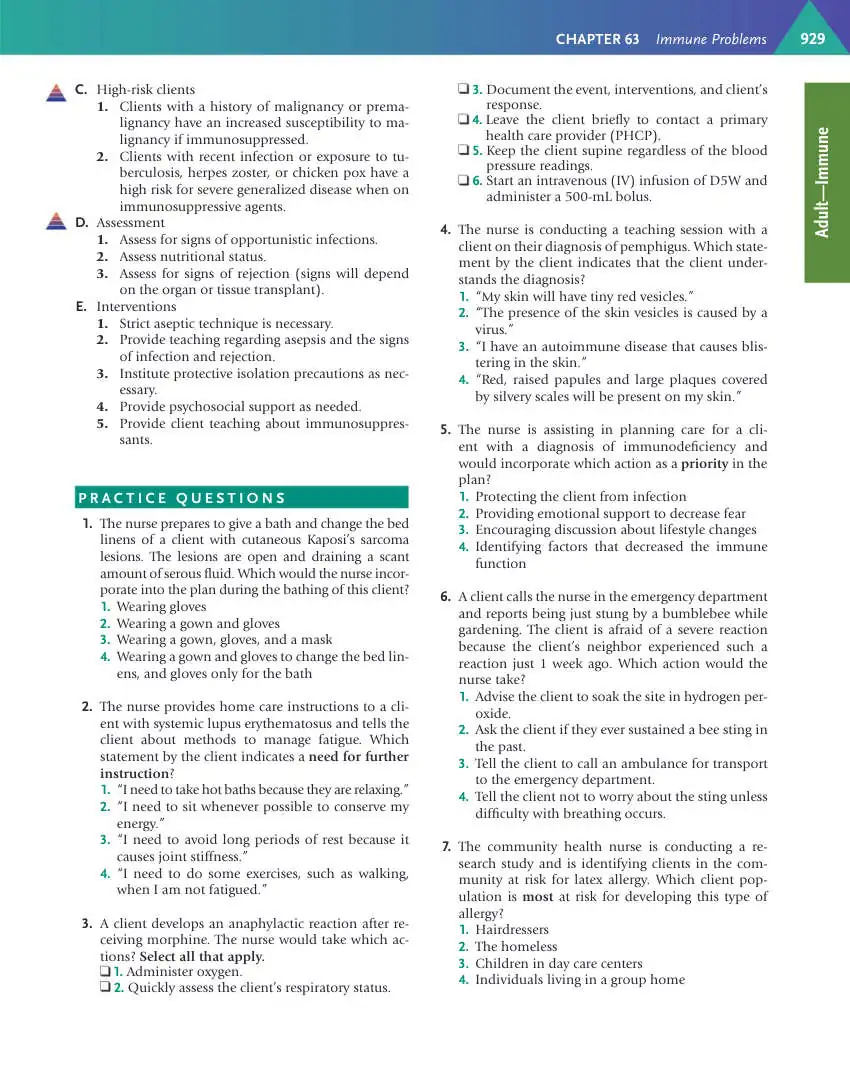 CHAPTER 63 Immune Problems 929
C. High-risk clients
1. Clients with a history of malignancy or prema-
lignancy have an increased susceptibility to ma-
lignancy if immunosuppressed.
2. Clients with recent infection or exposure to tu-
berculosis, herpes zoster, or chicken pox have a
high risk for severe generalized disease when on
immunosuppressive agents.
D. Assessment
1. Assess for signs of opportunistic infections.
2. Assess nutritional status.
3. Assess for signs of rejection (signs will depend
on the organ or tissue transplant).
E. Interventions
1. Strict aseptic technique is necessary.
2. Provide teaching regarding asepsis and the signs
of infection and rejection.
3. Institute protective isolation precautions as nec-
essary.
4. Provide psychosocial support as needed.
5. Provide client teaching about immunosuppres-
sants.
PRACTICE QUESTIONS
1. The nurse prepares to give a bath and change the bed
linens of a client with cutaneous Kaposi's sarcoma
lesions. The lesions are open and draining a scant
amount of serous fluid. Which would the nurse incor-
porate into the plan during the bathing of this client?
1. Wearing gloves
2. Wearing a gown and gloves
3. Wearing a gown, gloves, and a mask
4. Wearing a gown and gloves to change the bed lin-
ens, and gloves only for the bath
2. The nurse provides home care instructions to a cli-
ent with systemic lupus erythematosus and tells the
client about methods to manage fatigue. Which
statement by the client indicates a need for further
instruction?
1. "I need to take hot baths because they are relaxing."
2. "I need to sit whenever possible to conserve my
energy."
3. "I need to avoid long periods of rest because it
causes joint stiffness."
4. "I need to do some exercises, such as walking,
when I am not fatigued."
3. A client develops an anaphylactic reaction after re-
ceiving morphine. The nurse would take which ac-
tions? Select all that apply.
❑ 1. Administer oxygen.
❑ 2. Quickly assess the client's respiratory status.
❑ 3. Document the event, interventions, and client's
response.
❑ 4. Leave the client briefly to contact a primary
health care provider (PHCP).
❑ 5. Keep the client supine regardless of the blood
pressure readings.
❑ 6. Start an intravenous (IV) infusion of D5W and
administer a 500-mL bolus.
4. The nurse is conducting a teaching session with a
client on their diagnosis of pemphigus. Which state-
ment by the client indicates that the client under-
stands the diagnosis?
1. "My skin will have tiny red vesicles."
2. "The presence of the skin vesicles is caused by a
virus."
3. "I have an autoimmune disease that causes blis-
tering in the skin."
4. "Red, raised papules and large plaques covered
by silvery scales will be present on my skin."
5. The nurse is assisting in planning care for a cli-
ent with a diagnosis of immunodeficiency and
would incorporate which action as a priority in the
plan?
1. Protecting the client from infection
2. Providing emotional support to decrease fear
3. Encouraging discussion about lifestyle changes
4. Identifying factors that decreased the immune
function
6. A client calls the nurse in the emergency department
and reports being just stung by a bumblebee while
gardening. The client is afraid of a severe reaction
because the client's neighbor experienced such a
reaction just 1 week ago. Which action would the
nurse take?
1. Advise the client to soak the site in hydrogen per-
oxide.
2. Ask the client if they ever sustained a bee sting in
the past.
3. Tell the client to call an ambulance for transport
to the emergency department.
4. Tell the client not to worry about the sting unless
difficulty with breathing occurs.
7. The community health nurse is conducting a re-
search study and is identifying clients in the com-
munity at risk for latex allergy. Which client pop-
ulation is most at risk for developing this type of
allergy?
1. Hairdressers
2. The homeless
3. Children in day care centers
4. Individuals living in a group home
Adult—Immune